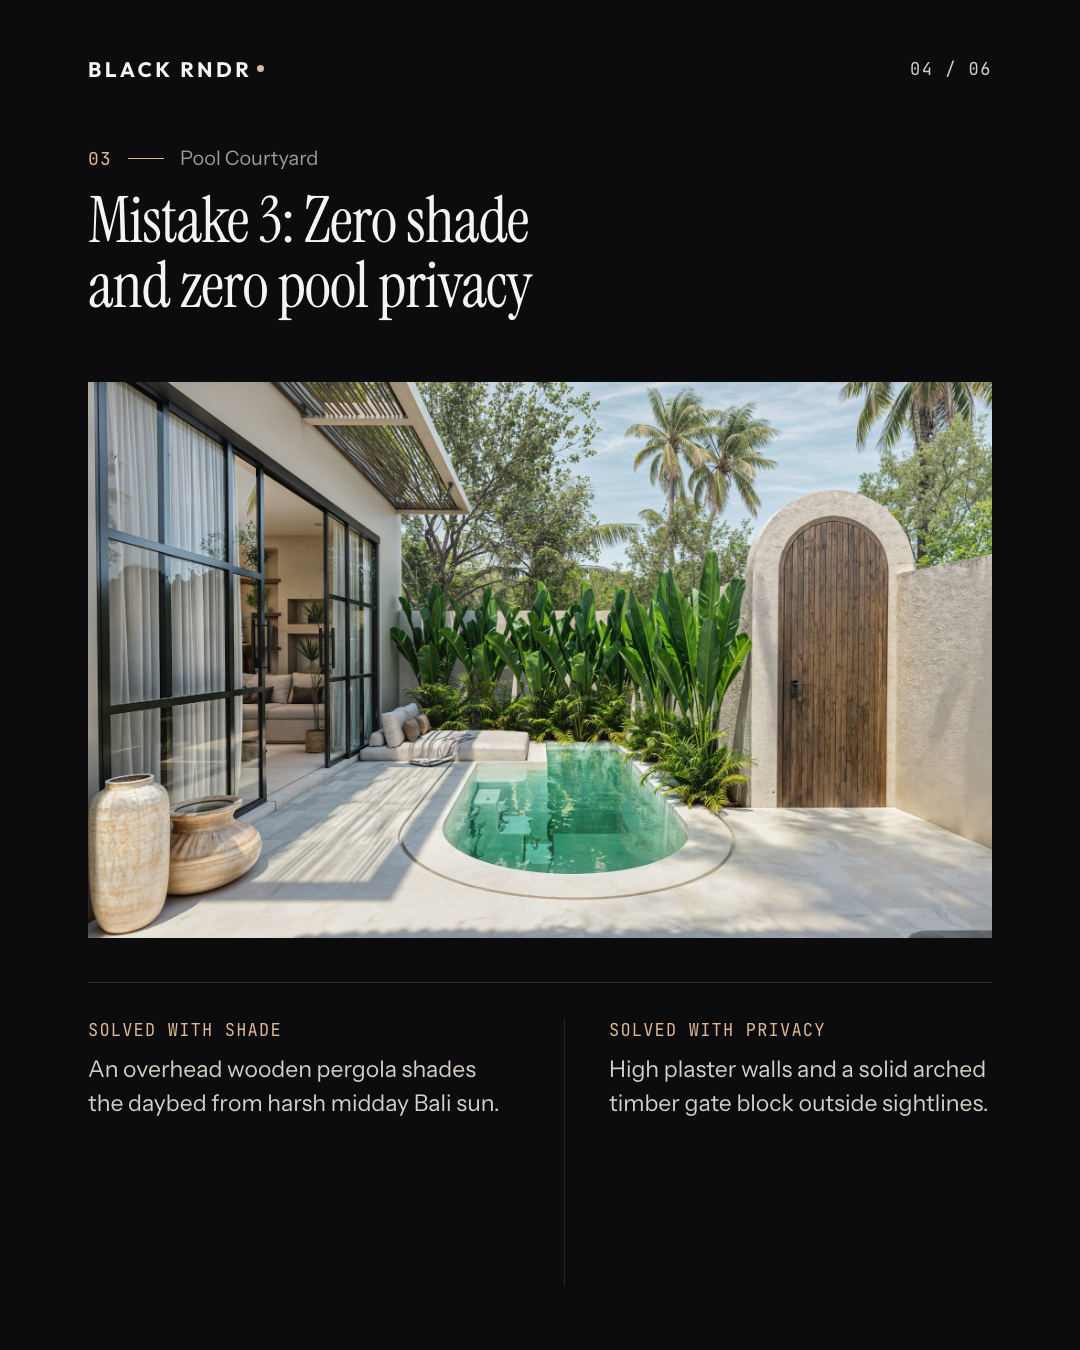 BLACK RNDR
04 / 06
03 — Pool Courtyard
Mistake 3: Zero shade
and zero pool privacy
SOLVED WITH SHADE
An overhead wooden pergola shades
the daybed from harsh midday Bali sun.
SOLVED WITH PRIVACY
High plaster walls and a solid arched
timber gate block outside sightlines.